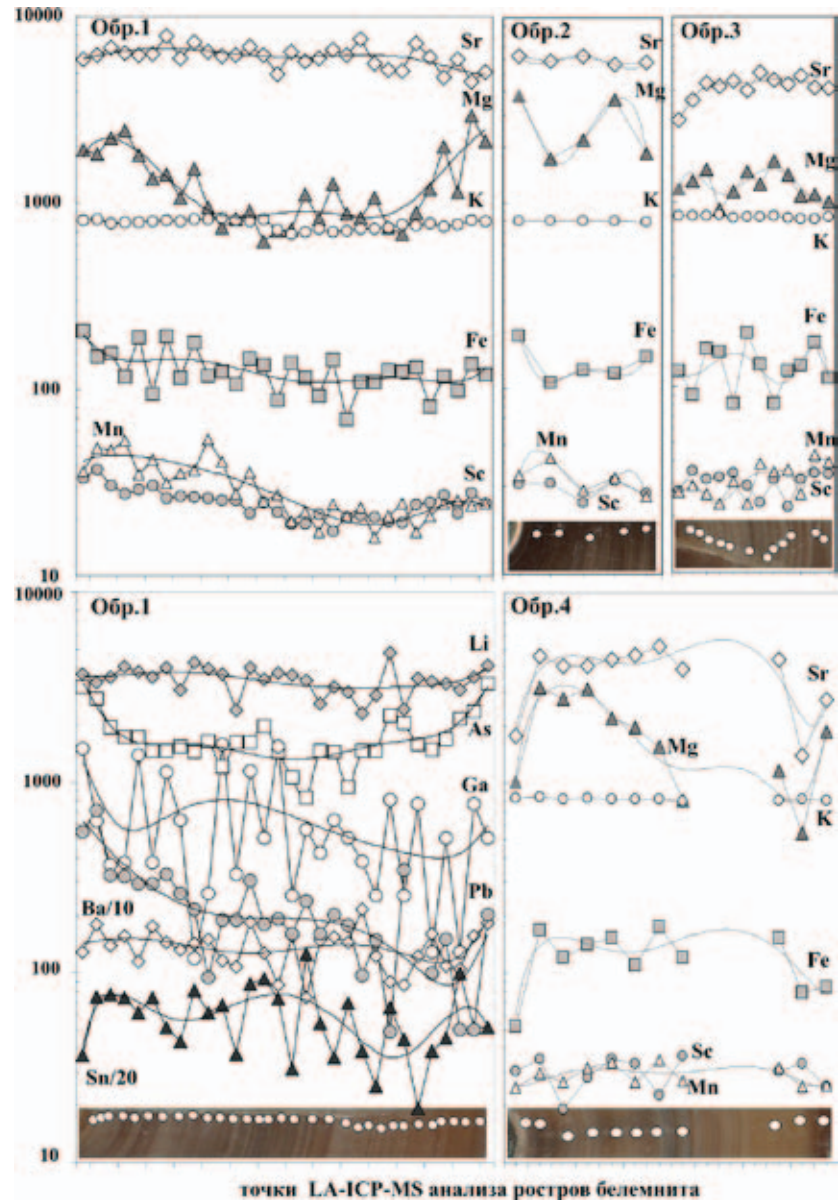 10000
1000
100
10
Обр.1
Sr
Mg
K
Fe
Mn
Sc
Обр.2
Sr
Mg
K
Fe
Mn
Sc
Обр.3
Sr
Mg
K
Fe
Mn
Sc
10000
1000
100
10
Обр.1
Li
As
Ga
Pb
Ba/10
Sn/20
Обр.4
Sr
Mg
K
Fe
Sc
Mn
точки LA-ICP-MS анализа ростров белемнита